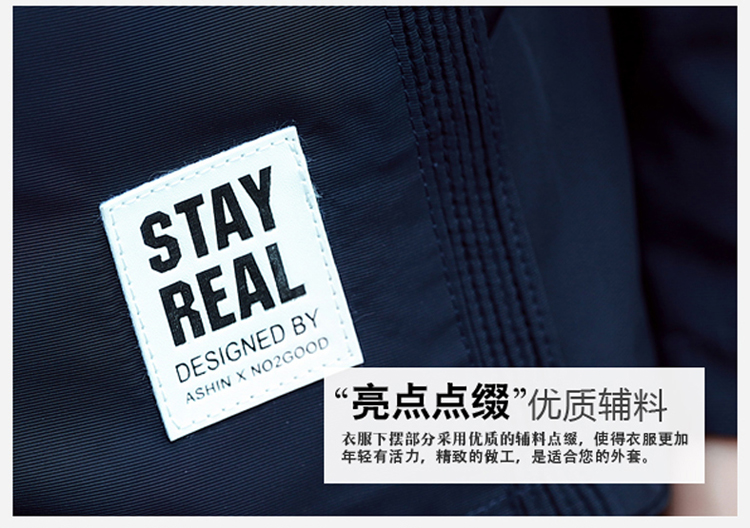 STAY
REAL
DESIGNED BY
ASHIN X NO2GOOD
“亮点点缀”优质辅料
衣服下摆部分采用优质的辅料点缀，使得衣服更加
年轻有活力，精致的做工，是适合您的外套。